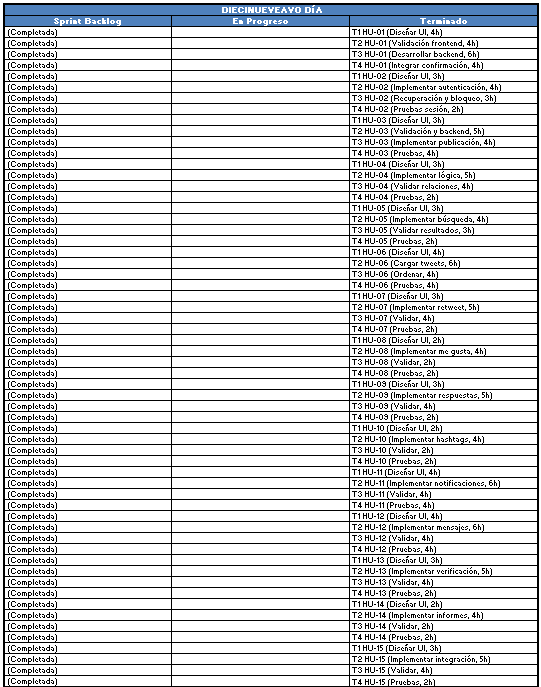 DIECINUEYEAYO DÍA
Sprint Backlog En Progreso Terminado
(Completada) T1 HU-01 (Diseñar UI, 4h)
(Completada) T2 HU-01 (Validación frontend, 4h)
(Completada) T3 HU-01 (Desarrollar backend, 6h)
(Completada) T4 HU-01 (Integrar confirmación, 4h)
(Completada) T1 HU-02 (Diseñar UI, 3h)
(Completada) T2 HU-02 (Implementar autenticación, 4h)
(Completada) T3 HU-02 (Recuperación y bloqueo, 3h)
(Completada) T4 HU-02 (Pruebas sesión, 2h)
(Completada) T1 HU-03 (Diseñar UI, 3h)
(Completada) T2 HU-03 (Validación y backend, 5h)
(Completada) T3 HU-03 (Implementar publicación, 4h)
(Completada) T4 HU-03 (Pruebas, 4h)
(Completada) T1 HU-04 (Diseñar UI, 3h)
(Completada) T2 HU-04 (Implementar lógica, 5h)
(Completada) T3 HU-04 (Validar relaciones, 4h)
(Completada) T4 HU-04 (Pruebas, 2h)
(Completada) T1 HU-05 (Diseñar UI, 3h)
(Completada) T2 HU-05 (Implementar búsqueda, 4h)
(Completada) T3 HU-05 (Validar resultados, 3h)
(Completada) T4 HU-05 (Pruebas, 2h)
(Completada) T1 HU-06 (Diseñar UI, 4h)
(Completada) T2 HU-06 (Cargar tweets, 6h)
(Completada) T3 HU-06 (Ordenar, 4h)
(Completada) T4 HU-06 (Pruebas, 4h)
(Completada) T1 HU-07 (Diseñar UI, 3h)
(Completada) T2 HU-07 (Implementar retweet, 5h)
(Completada) T3 HU-07 (Validar, 4h)
(Completada) T4 HU-07 (Pruebas, 2h)
(Completada) T1 HU-08 (Diseñar UI, 2h)
(Completada) T2 HU-08 (Implementar me gusta, 4h)
(Completada) T3 HU-08 (Validar, 2h)
(Completada) T4 HU-08 (Pruebas, 2h)
(Completada) T1 HU-09 (Diseñar UI, 3h)
(Completada) T2 HU-09 (Implementar respuestas, 5h)
(Completada) T3 HU-09 (Validar, 4h)
(Completada) T4 HU-09 (Pruebas, 2h)
(Completada) T1 HU-10 (Diseñar UI, 2h)
(Completada) T2 HU-10 (Implementar hashtags, 4h)
(Completada) T3 HU-10 (Validar, 2h)
(Completada) T4 HU-10 (Pruebas, 2h)
(Completada) T1 HU-11 (Diseñar UI, 4h)
(Completada) T2 HU-11 (Implementar notificaciones, 6h)
(Completada) T3 HU-11 (Validar, 4h)
(Completada) T4 HU-11 (Pruebas, 4h)
(Completada) T1 HU-12 (Diseñar UI, 4h)
(Completada) T2 HU-12 (Implementar mensajes, 6h)
(Completada) T3 HU-12 (Validar, 4h)
(Completada) T4 HU-12 (Pruebas, 4h)
(Completada) T1 HU-13 (Diseñar UI, 3h)
(Completada) T2 HU-13 (Implementar verificación, 5h)
(Completada) T3 HU-13 (Validar, 4h)
(Completada) T4 HU-13 (Pruebas, 2h)
(Completada) T1 HU-14 (Diseñar UI, 2h)
(Completada) T2 HU-14 (Implementar informes, 4h)
(Completada) T3 HU-14 (Validar, 2h)
(Completada) T4 HU-14 (Pruebas, 2h)
(Completada) T1 HU-15 (Diseñar UI, 3h)
(Completada) T2 HU-15 (Implementar integración, 5h)
(Completada) T3 HU-15 (Validar, 4h)
(Completada) T4 HU-15 (Pruebas, 2h)